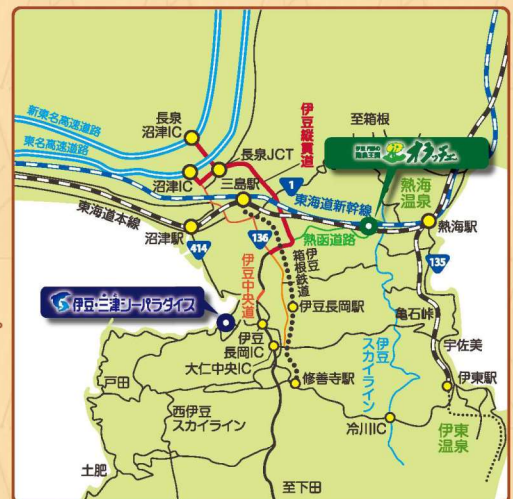 新東名高速道路
東名高速道路
長泉
沼津IC
長泉JCT
沼津IC
三島駅
伊豆縦貫道
至箱根
伊豆 丹那の
酪農王国
オラッチェ
1
東海道新幹線
熱海
温泉
熱海駅
東海道本線
沼津駅
414
136
熱函道路
135
伊豆・三津シーパラダイス
伊豆中央道
伊豆
箱根鉄道
伊豆長岡駅
亀石峠
伊豆
長岡IC
大仁中央IC
伊豆
スカイライン
宇佐美
伊東駅
戸田
修善寺駅
西伊豆
スカイライン
冷川IC
伊東
温泉
土肥
至下田